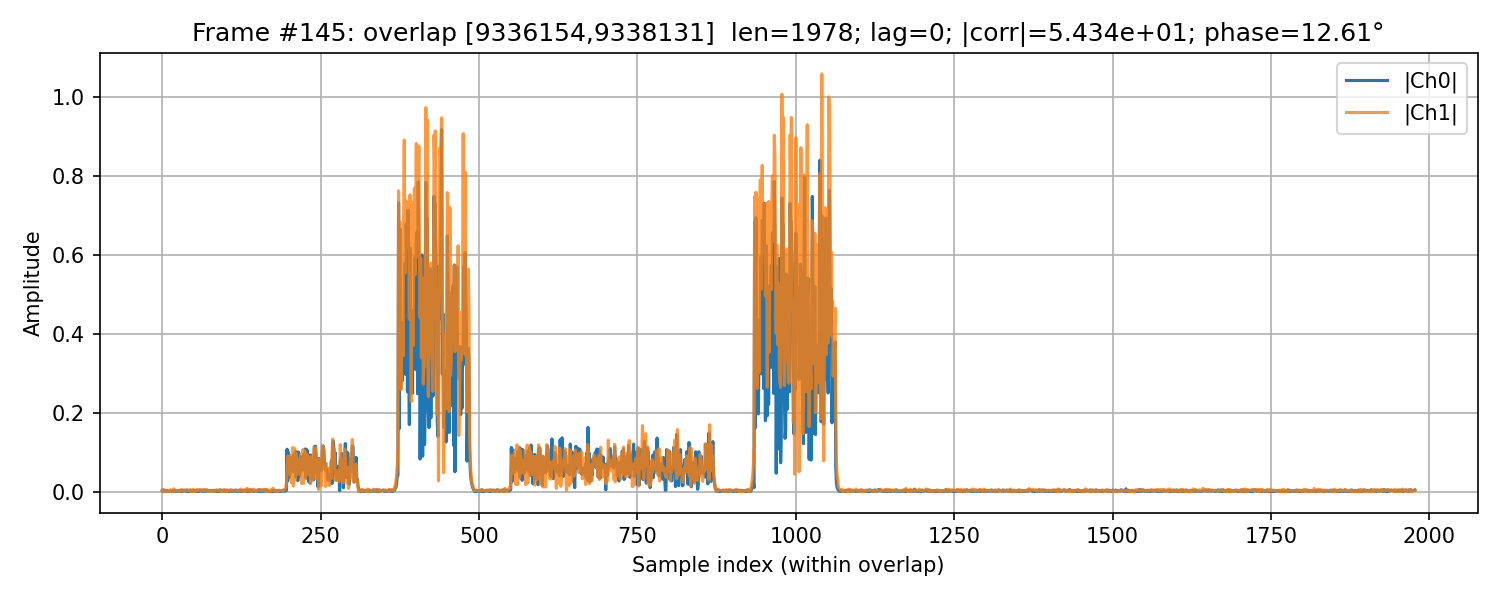 Frame #145: overlap [9336154,9338131]  len=1978; lag=0; |corr|=5.434e+01; phase=12.61°
|Ch0|
|Ch1|
Amplitude
1.0
0.8
0.6
0.4
0.2
0.0
0 250 500 750 1000 1250 1500 1750 2000
Sample index (within overlap)